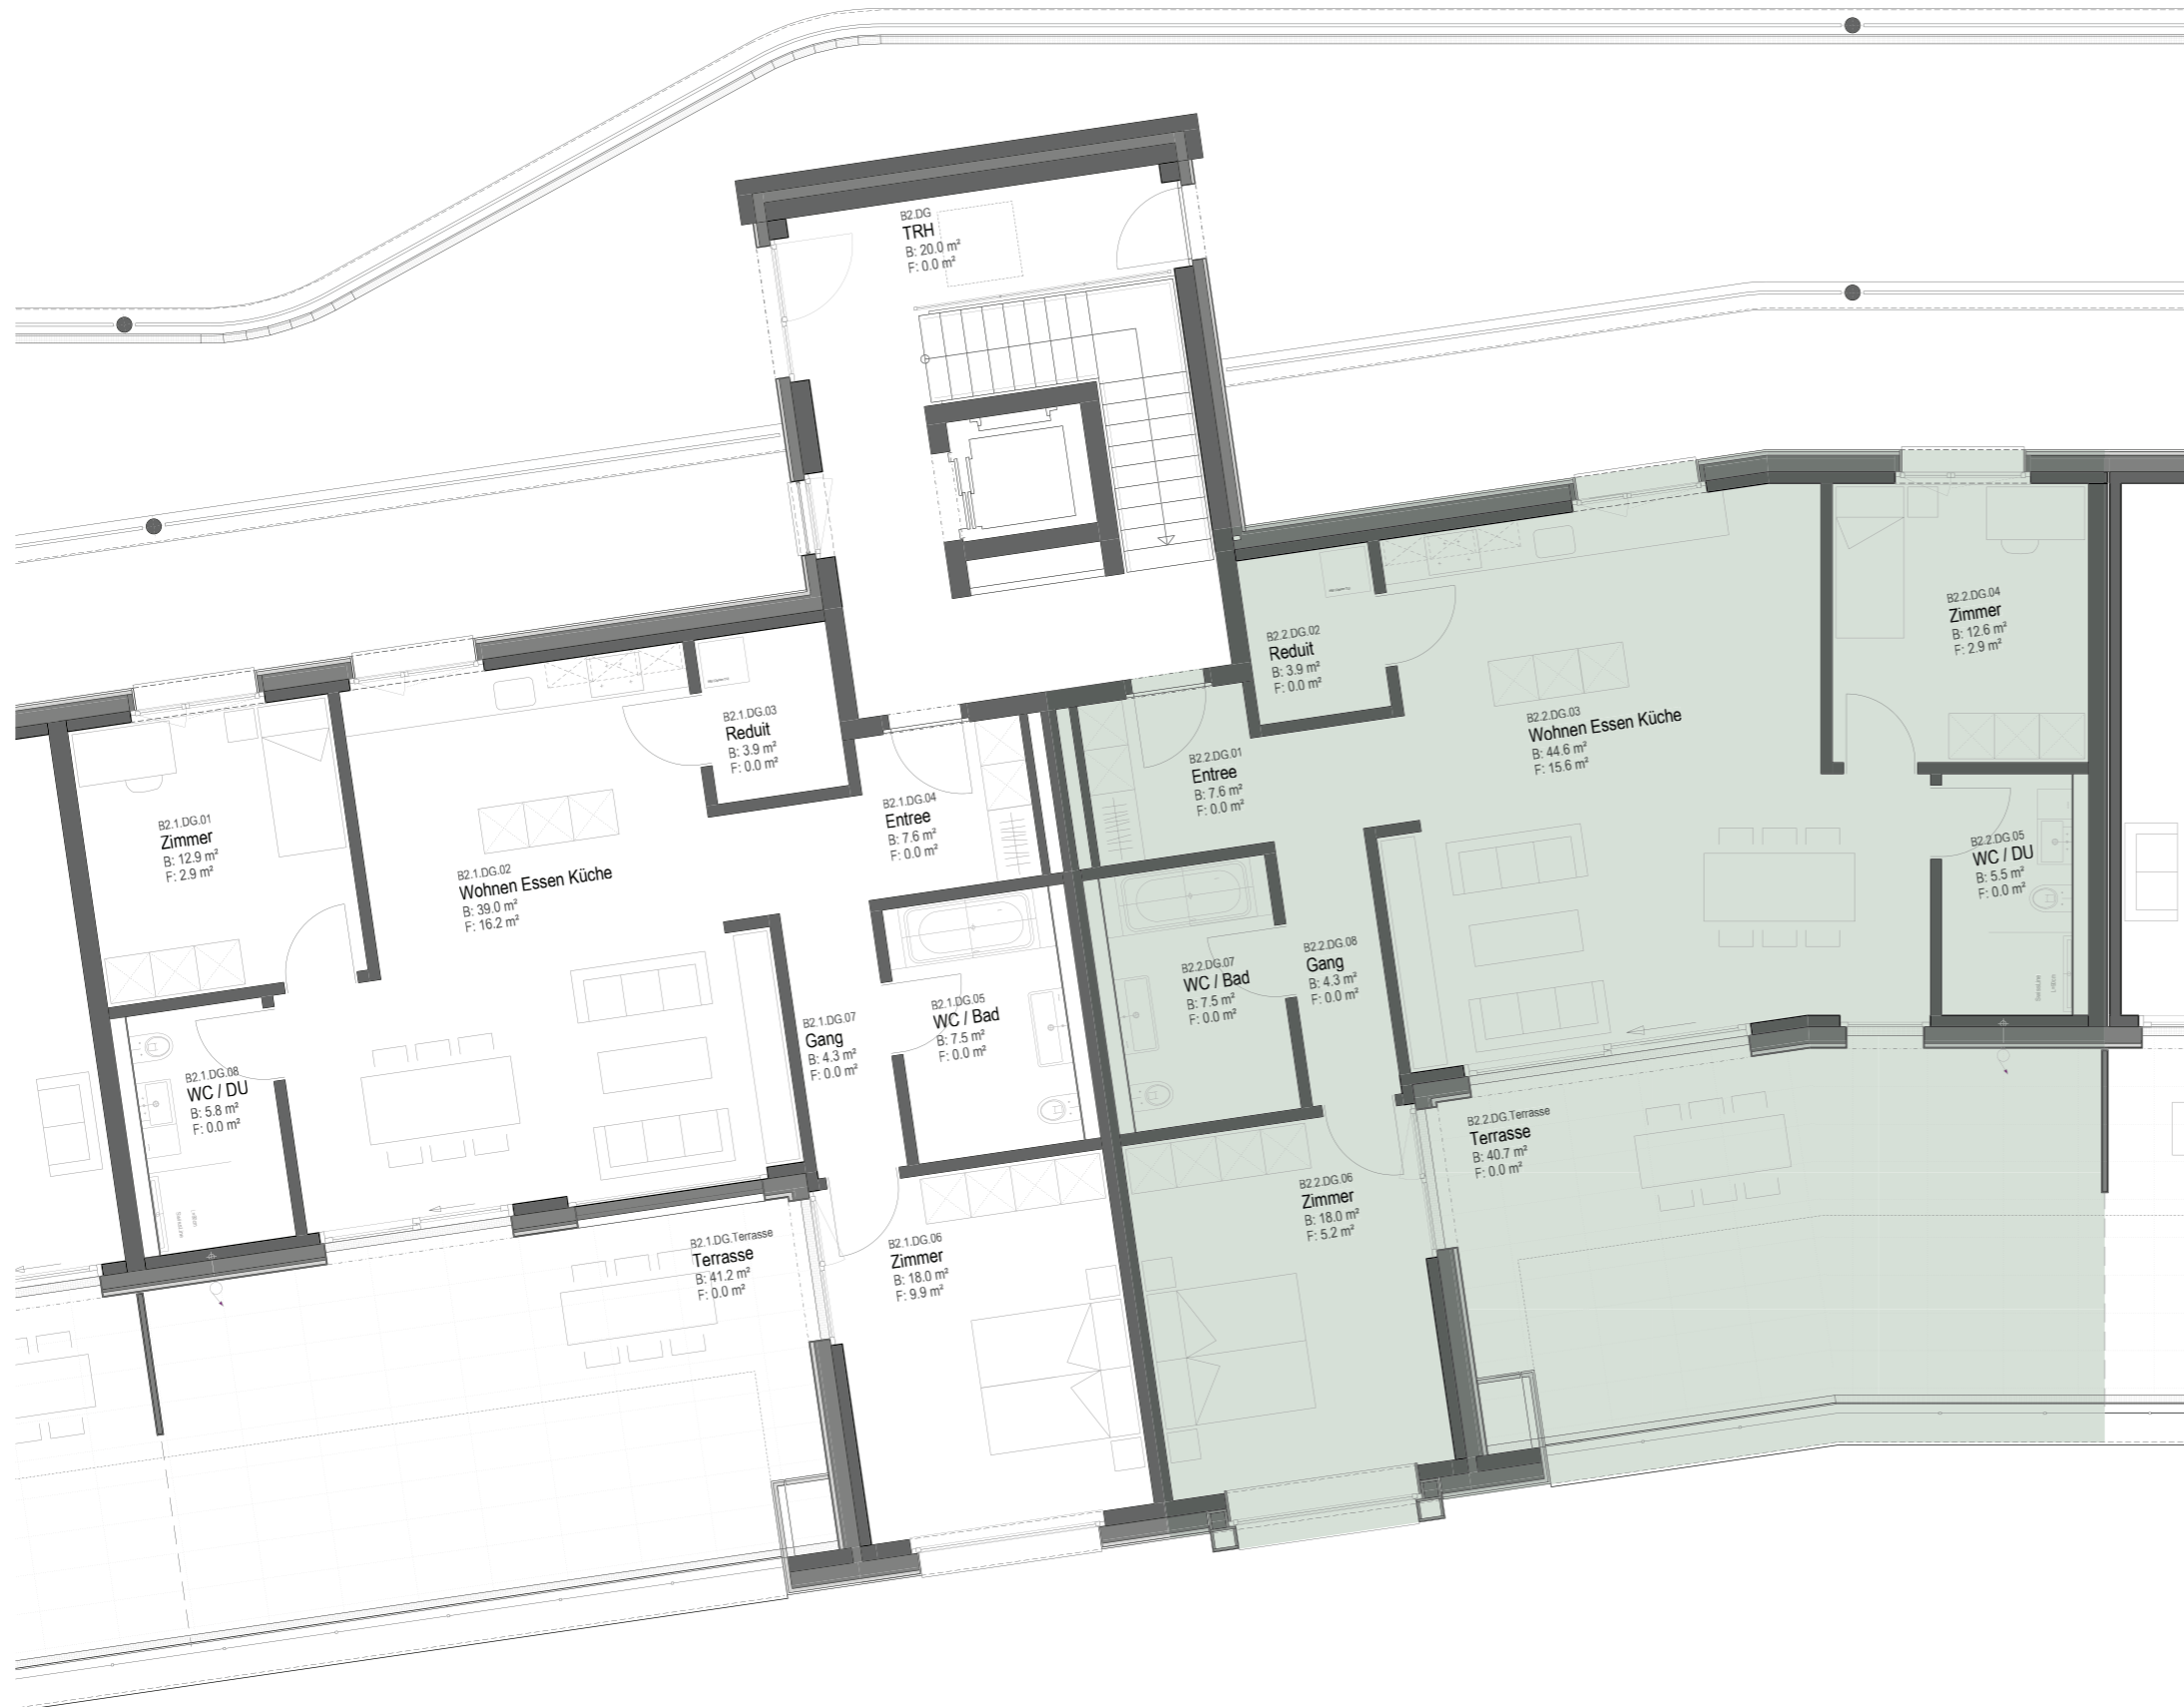 B2.DG
TRH
B: 20.0 m²
F: 0.0 m²
B2.2.DG.02
Reduit
B: 3.9 m²
F: 0.0 m²
B2.2.DG.04
Zimmer
B: 12.6 m²
F: 2.9 m²
B2.2.DG.03
Wohnen Essen Küche
B: 44.6 m²
F: 15.6 m²
B2.1.DG.03
Reduit
B: 3.9 m²
F: 0.0 m²
B2.2.DG.01
Entree
B: 7.6 m²
F: 0.0 m²
B2.1.DG.04
Entree
B: 7.6 m²
F: 0.0 m²
B2.1.DG.01
Zimmer
B: 12.9 m²
F: 2.9 m²
B2.1.DG.02
Wohnen Essen Küche
B: 39.0 m²
F: 16.2 m²
B2.2.DG.05
WC / DU
B: 5.5 m²
F: 0.0 m²
B2.2.DG.08
Gang
B: 4.3 m²
F: 0.0 m²
B2.2.DG.07
WC / Bad
B: 7.5 m²
F: 0.0 m²
B2.1.DG.05
WC / Bad
B: 7.5 m²
F: 0.0 m²
B2.1.DG.07
Gang
B: 4.3 m²
F: 0.0 m²
B2.1.DG.08
WC / DU
B: 5.8 m²
F: 0.0 m²
B2.2.DG.Terrasse
Terrasse
B: 40.7 m²
F: 0.0 m²
B2.2.DG.06
Zimmer
B: 18.0 m²
F: 5.2 m²
B2.1.DG.Terrasse
Terrasse
B: 41.2 m²
F: 0.0 m²
B2.1.DG.06
Zimmer
B: 18.0 m²
F: 9.9 m²